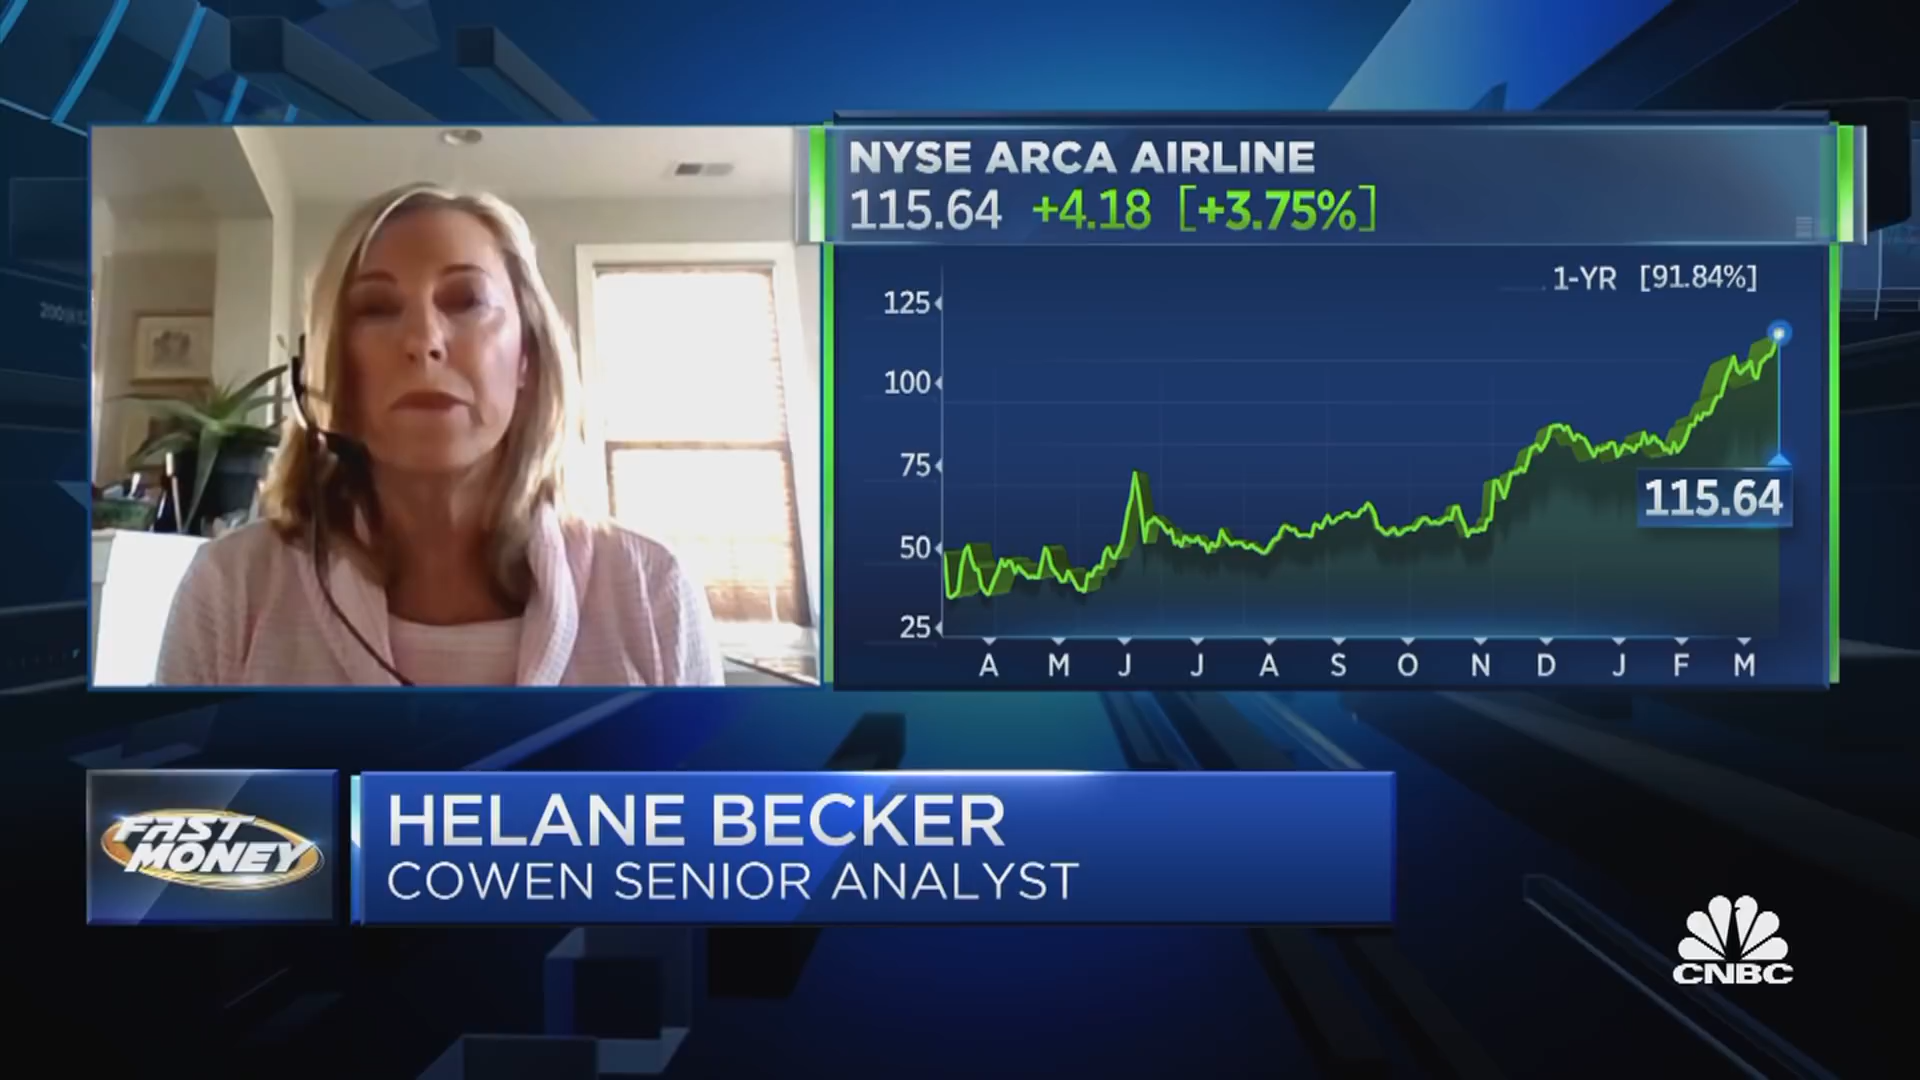 NYSE ARCA AIRLINE
115.64 +4.18 [+3.75%]
1-YR [91.84%]
125
100
75
50
25
115.64
A M J J A S O N D J F M
FAST
MONEY
HELANE BECKER
COWEN SENIOR ANALYST
CNBC